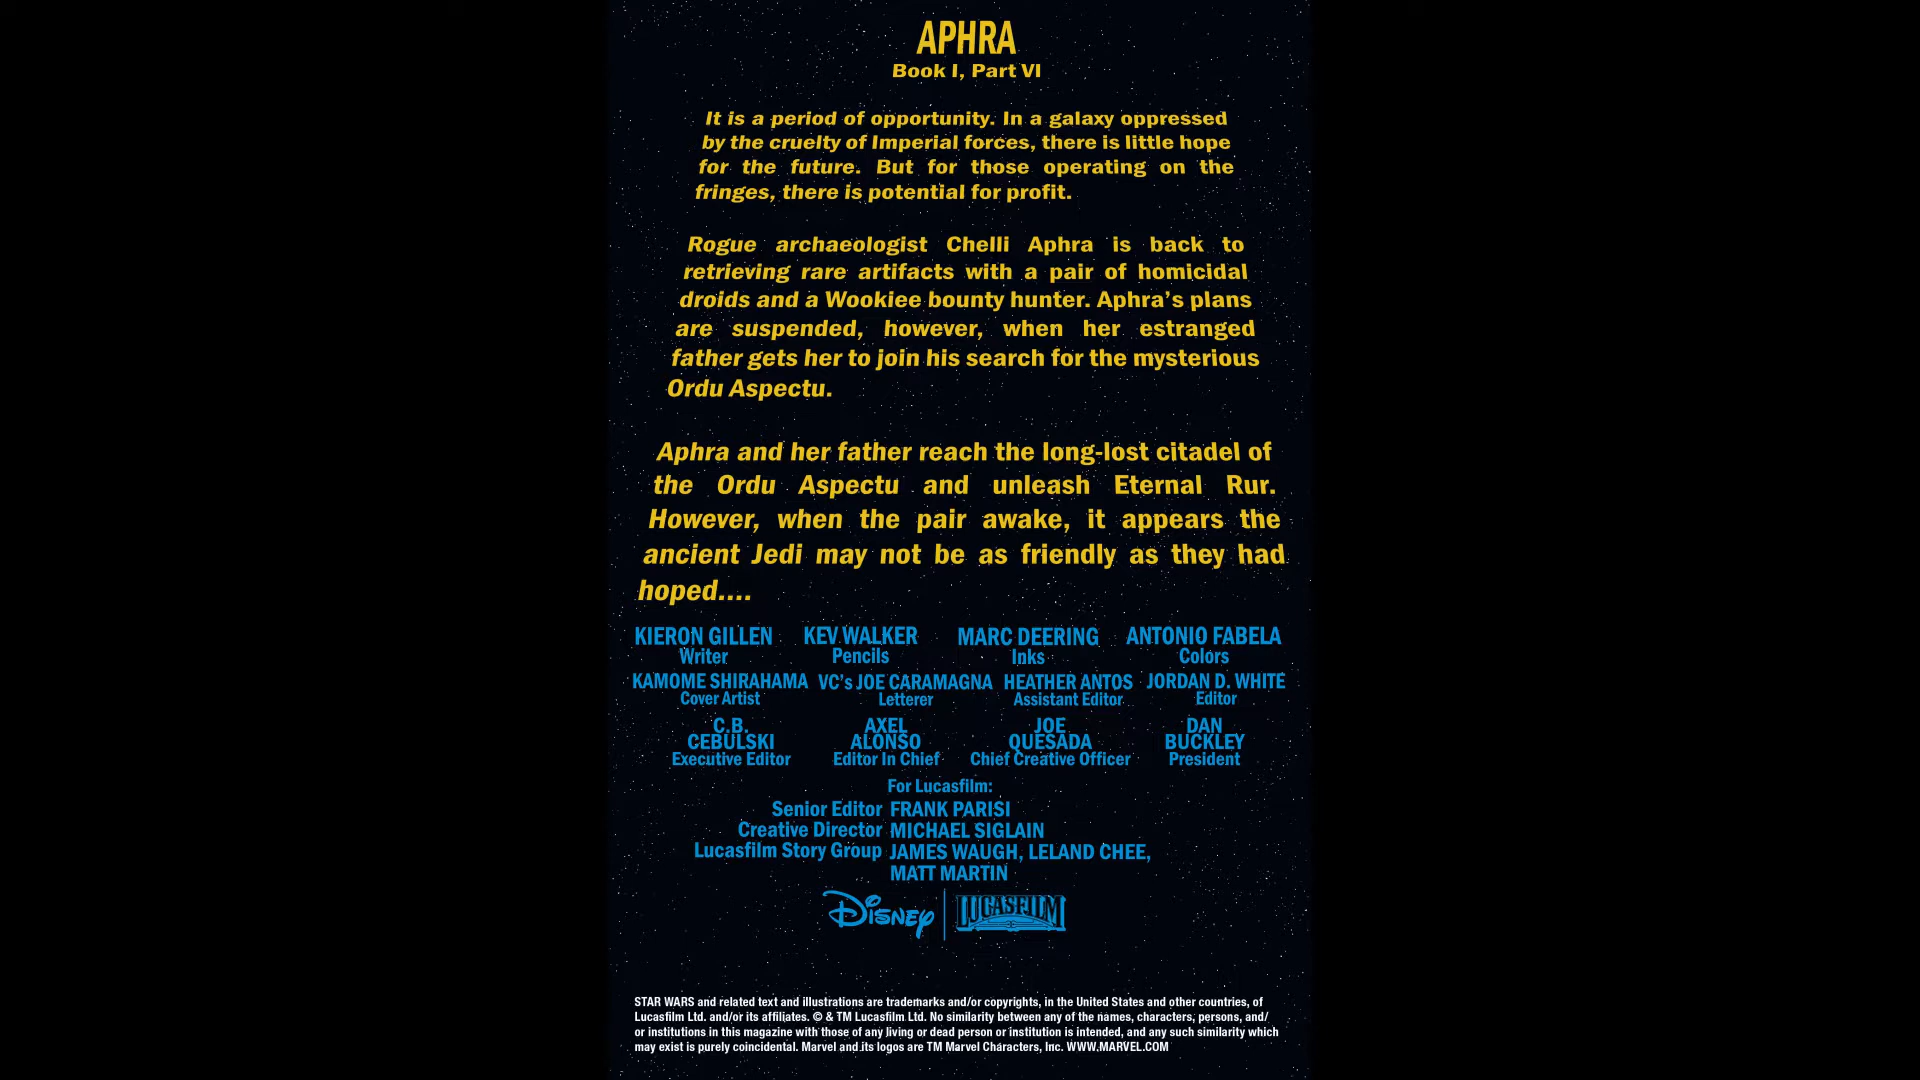 APHRA
Book I, Part VI
It is a period of opportunity. In a galaxy oppressed
by the cruelty of Imperial forces, there is little hope
for the future. But for those operating on the
fringes, there is potential for profit.
Rogue archaeologist Chelli Aphra is back to
retrieving rare artifacts with a pair of homicidal
droids and a Wookiee bounty hunter. Aphra's plans
are suspended, however, when her estranged
father gets her to join his search for the mysterious
Ordu Aspectu.
Aphra and her father reach the long-lost citadel of
the Ordu Aspectu and unleash Eternal Rur.
However, when the pair awake, it appears the
ancient Jedi may not be as friendly as they had
hoped....
KIERON GILLEN KEV WALKER MARC DEERING ANTONIO FABELA
Writer Pencils Inks Colors
KAMOME SHIRAHAMA VC's JOE CARAMAGNA HEATHER ANTOS JORDAN D. WHITE
Cover Artist Letterer Assistant Editor Editor
C.B. AXEL JOE DAN
CEBULSKI ALONSO QUESADA BUCKLEY
Executive Editor Editor In Chief Chief Creative Officer President
For Lucasfilm:
Senior Editor FRANK PARISI
Creative Director MICHAEL SIGLAIN
Lucasfilm Story Group JAMES WAUGH, LELAND CHEE,
MATT MARTIN
DISNEY LUCASFILM
STAR WARS and related text and illustrations are trademarks and/or copyrights, in the United States and other countries, of
Lucasfilm Ltd. and/or its affiliates. © & TM Lucasfilm Ltd. No similarity between any of the names, characters, persons, and/
or institutions in this magazine with those of any living or dead person or institution is intended, and any such similarity which
may exist is purely coincidental. Marvel and its logos are TM Marvel Characters, Inc. WWW.MARVEL.COM